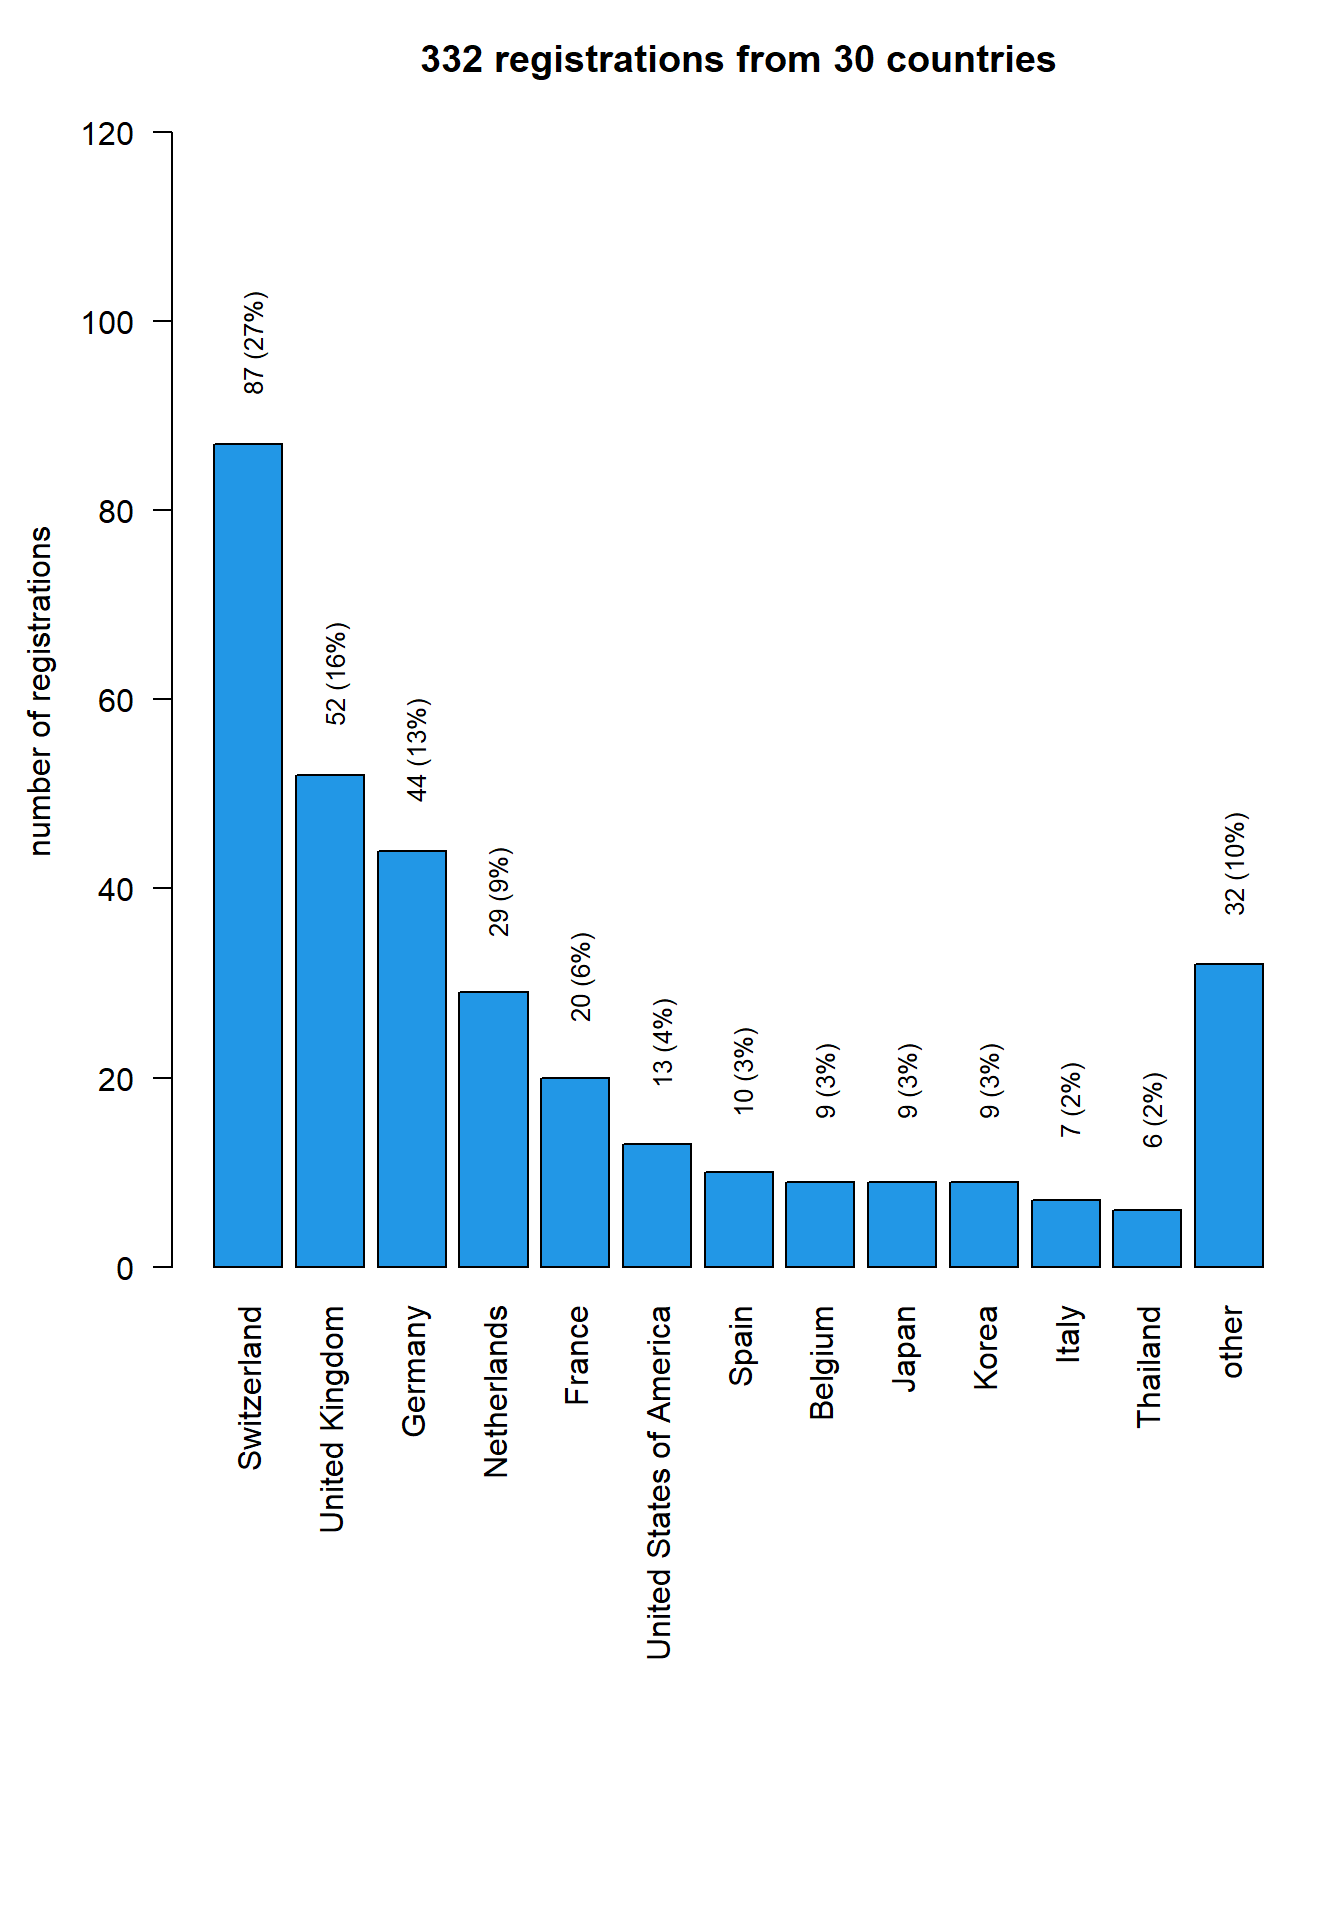 332 registrations from 30 countries
number of registrations
120
100
80
60
40
20
0
87 (27%)
52 (16%)
44 (13%)
29 (9%)
20 (6%)
13 (4%)
10 (3%)
9 (3%)
9 (3%)
9 (3%)
7 (2%)
6 (2%)
32 (10%)
Switzerland
United Kingdom
Germany
Netherlands
France
United States of America
Spain
Belgium
Japan
Korea
Italy
Thailand
other